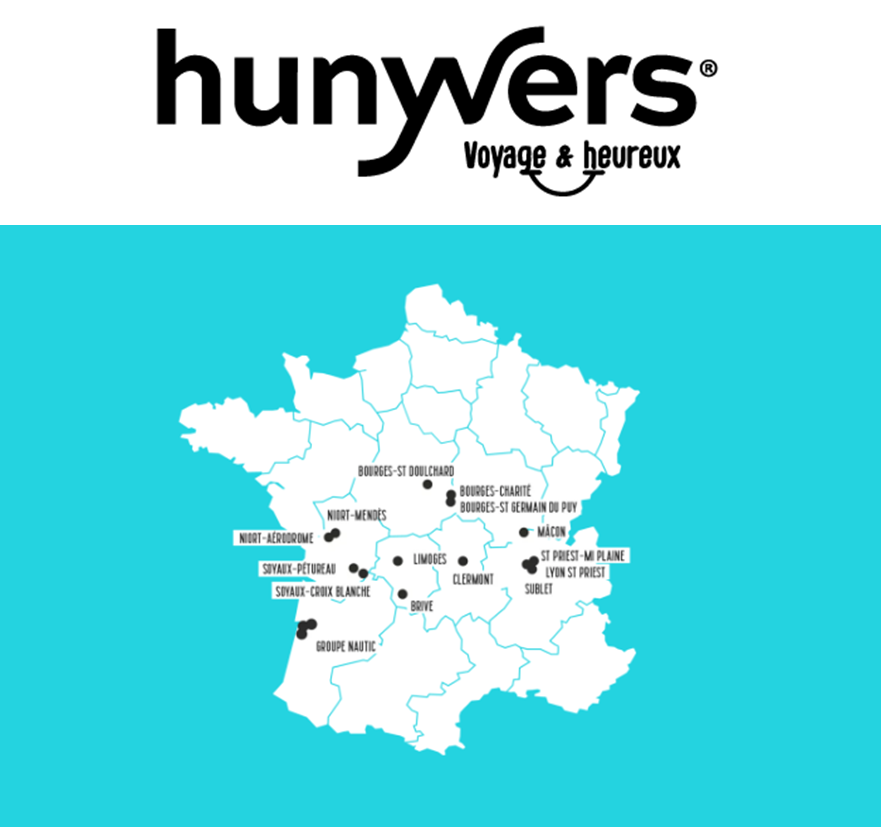 hunyvers®
Voyage & heureux
BOURGES-ST DOULCHARD
BOURGES-CHARITÉ
BOURGES-ST GERMAIN DU PUY
NIORT-MENDÈS
NIORT-AÉRODROME
MÂCON
ST PRIEST-MI PLAINE
LIMOGES
SOYAUX-PÉTUREAU
LYON ST PRIEST
CLERMONT
SUBLET
SOYAUX-CROIX BLANCHE
BRIVE
GROUPE NAUTIC